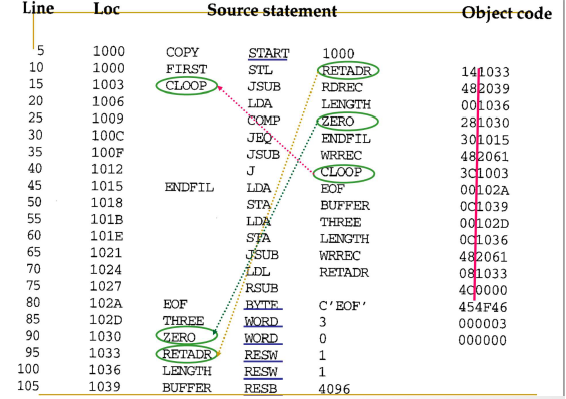 Line Loc Source statement Object code
5 1000 COPY START 1000
10 1000 FIRST STL RETADR 141033
15 1003 CLOOP JSUB RDREC 482039
20 1006 LDA LENGTH 001036
25 1009 COMP ZERO 281030
30 100C JEQ ENDFIL 301015
35 100F JSUB WRREC 482061
40 1012 J CLOOP 3C1003
45 1015 ENDFIL LDA EOF 00102A
50 1018 STA BUFFER 0C1039
55 101B LDA THREE 00102D
60 101E STA LENGTH 0C1036
65 1021 JSUB WRREC 482061
70 1024 LDL RETADR 081033
75 1027 RSUB 4C0000
80 102A EOF BYTE C'EOF' 454F46
85 102D THREE WORD 3 000003
90 1030 ZERO WORD 0 000000
95 1033 RETADR RESW 1
100 1036 LENGTH RESW 1
105 1039 BUFFER RESB 4096